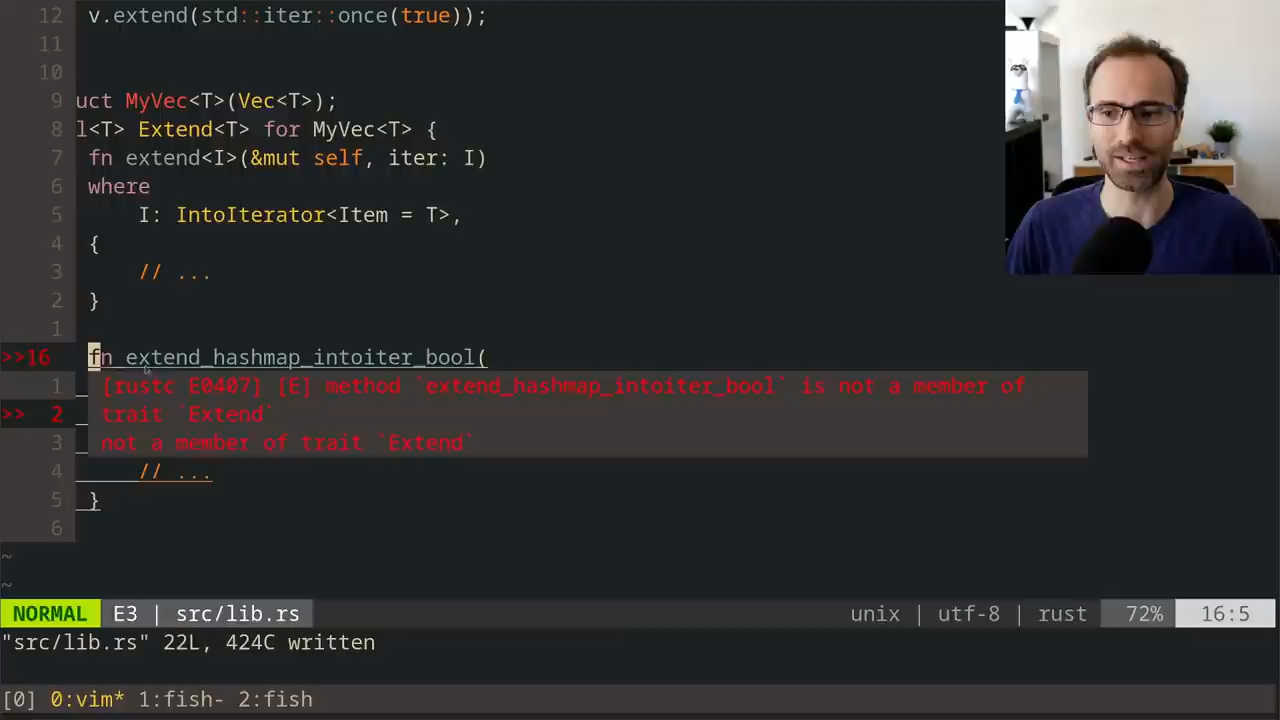 12 v.extend(std::iter::once(true));
11
10
9 uct MyVec<T>(Vec<T>);
8 l<T> Extend<T> for MyVec<T> {
7 fn extend<I>(&mut self, iter: I)
6 where
5 I: IntoIterator<Item = T>,
4 {
3 // ...
2 }
1
>>16 fn extend_hashmap_intoiter_bool(
1 [rustc E0407] [E] method `extend_hashmap_intoiter_bool` is not a member of
>> 2 trait `Extend`
3 not a member of trait `Extend`
4 // ...
5 }
6
~
~
NORMAL E3 | src/lib.rs unix | utf-8 | rust 72% 16:5
"src/lib.rs" 22L, 424C written
[0] 0:vim* 1:fish- 2:fish